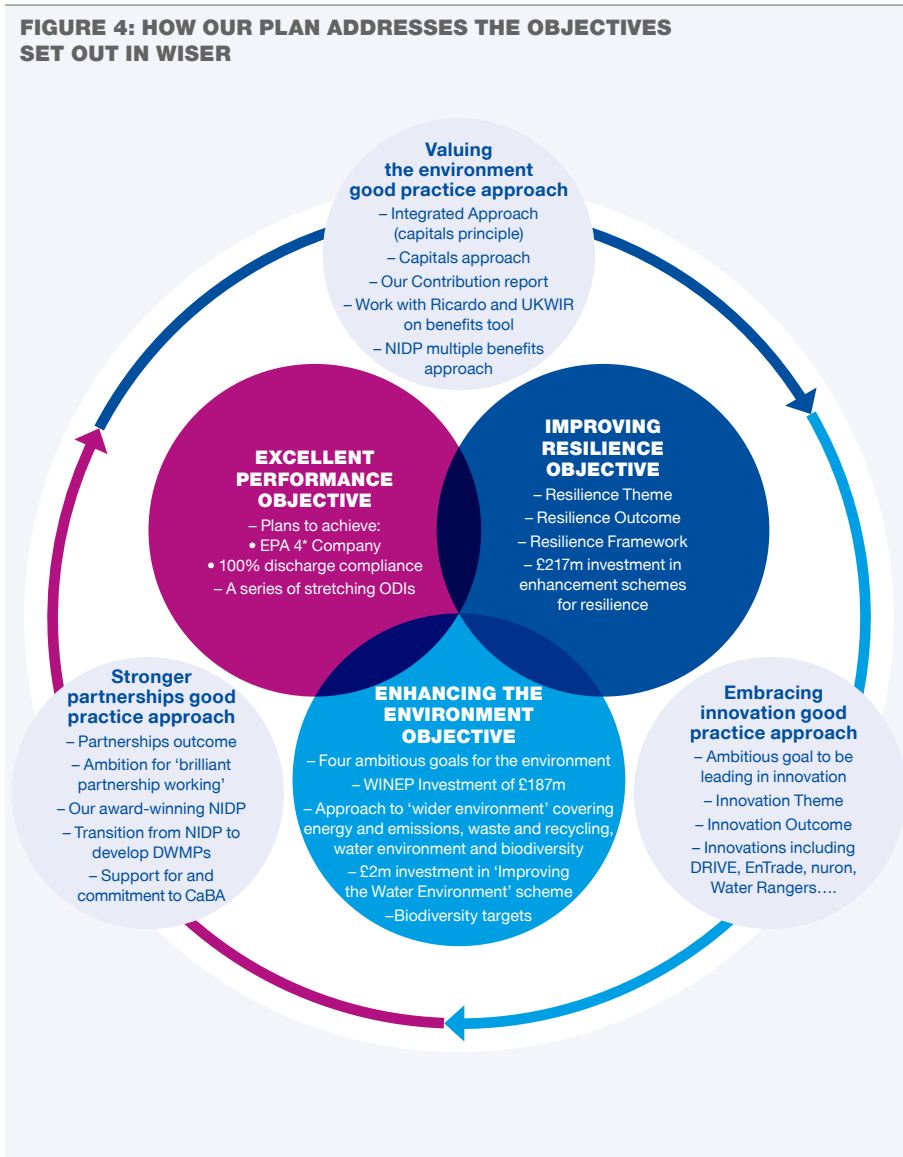 FIGURE 4: HOW OUR PLAN ADDRESSES THE OBJECTIVES
SET OUT IN WISER
Valuing
the environment
good practice approach
– Integrated Approach
(capitals principle)
– Capitals approach
– Our Contribution report
– Work with Ricardo and UKWIR
on benefits tool
– NIDP multiple benefits
approach
EXCELLENT
PERFORMANCE
OBJECTIVE
– Plans to achieve:
• EPA 4* Company
• 100% discharge compliance
– A series of stretching ODIs
IMPROVING
RESILIENCE
OBJECTIVE
– Resilience Theme
– Resilience Outcome
– Resilience Framework
– £217m investment in
enhancement schemes
for resilience
Stronger
partnerships good
practice approach
– Partnerships outcome
– Ambition for ‘brilliant
partnership working’
– Our award-winning NIDP
– Transition from NIDP to
develop DWMPs
– Support for and
commitment to CaBA
ENHANCING THE
ENVIRONMENT
OBJECTIVE
– Four ambitious goals for the environment
– WINEP Investment of £187m
– Approach to ‘wider environment’ covering
energy and emissions, waste and recycling,
water environment and biodiversity
– £2m investment in ‘Improving
the Water Environment’ scheme
–Biodiversity targets
Embracing
innovation good
practice approach
– Ambitious goal to be
leading in innovation
– Innovation Theme
– Innovation Outcome
– Innovations including
DRIVE, EnTrade, nuron,
Water Rangers….